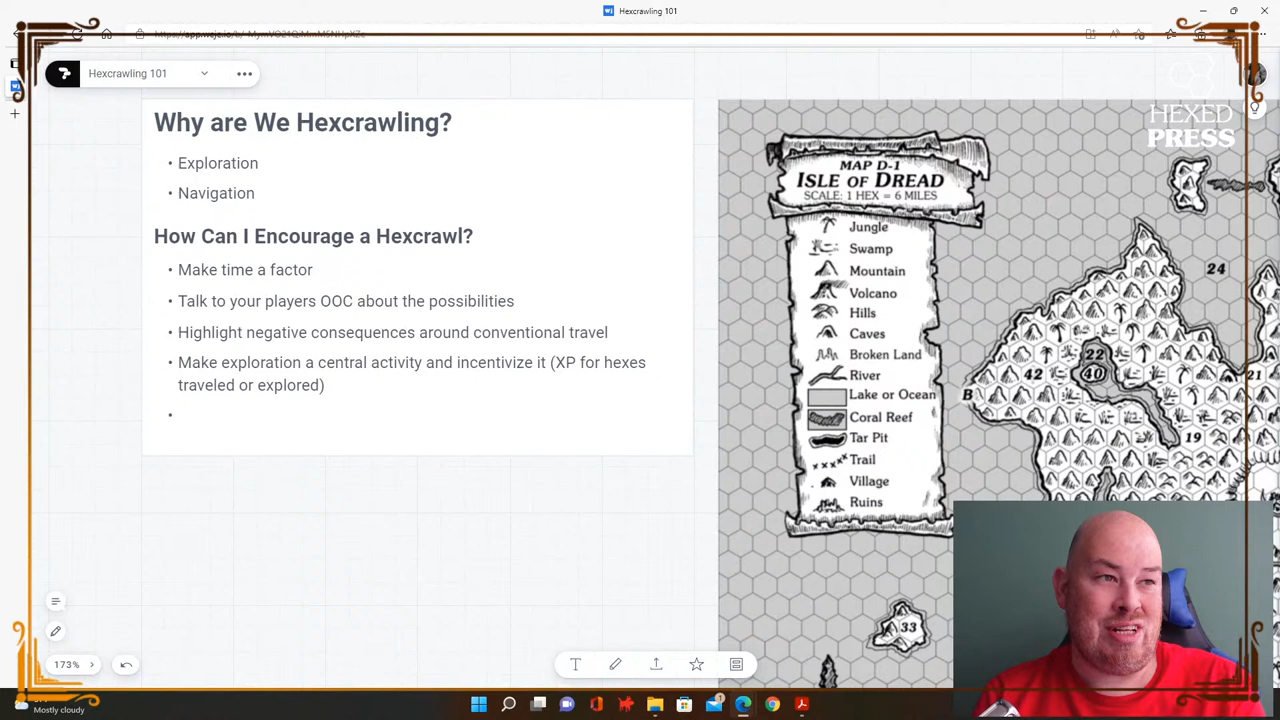 Hexcrawling 101
Hexcrawling 101
HEXED
PRESS
Why are We Hexcrawling?
• Exploration
• Navigation
How Can I Encourage a Hexcrawl?
• Make time a factor
• Talk to your players OOC about the possibilities
• Highlight negative consequences around conventional travel
• Make exploration a central activity and incentivize it (XP for hexes
traveled or explored)
•
MAP D-1
ISLE OF DREAD
SCALE: 1 HEX = 6 MILES
Jungle
Swamp
Mountain
Volcano
Hills
Caves
Broken Land
River
Lake or Ocean
Coral Reef
Tar Pit
Trail
Village
Ruins
24
22
42
40
21
B
19
33
173%
T
Mostly cloudy